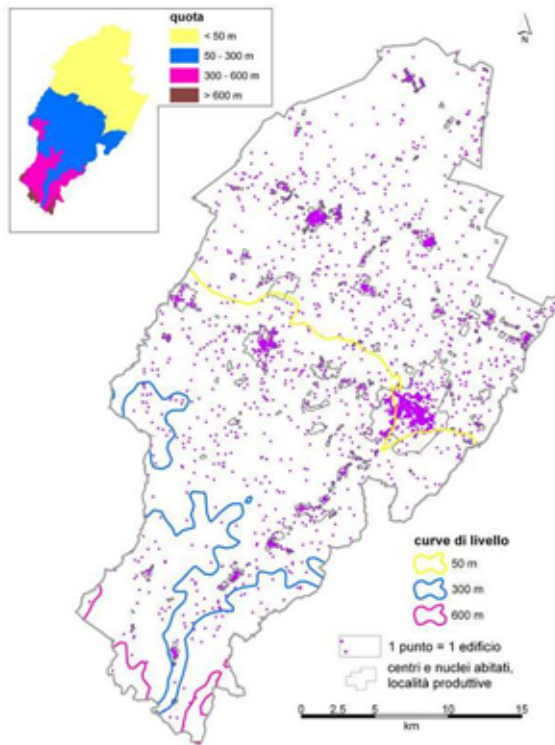 quota
< 50 m
50 - 300 m
300 - 600 m
> 600 m
N
curve di livello
50 m
300 m
600 m
1 punto = 1 edificio
centri e nuclei abitati,
località produttive
0 2.5 5 10 15
km